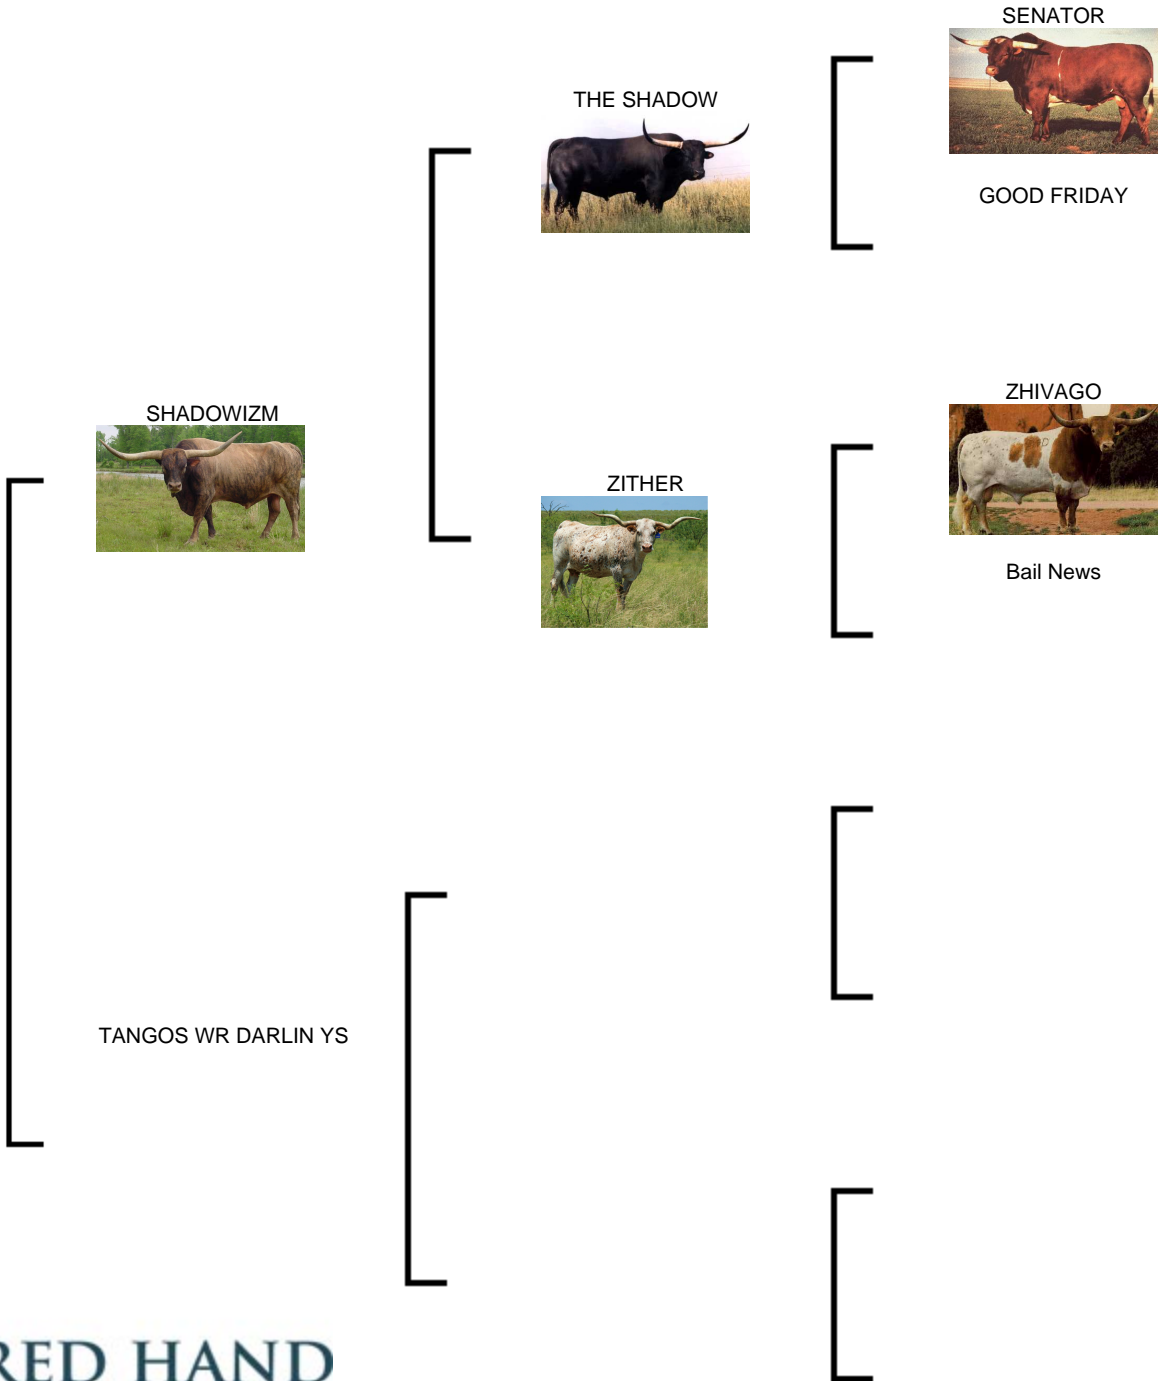 SENATOR
THE SHADOW
GOOD FRIDAY
ZHIVAGO
SHADOWIZM
ZITHER
Bail News
TANGOS WR DARLIN YS
RED HAND